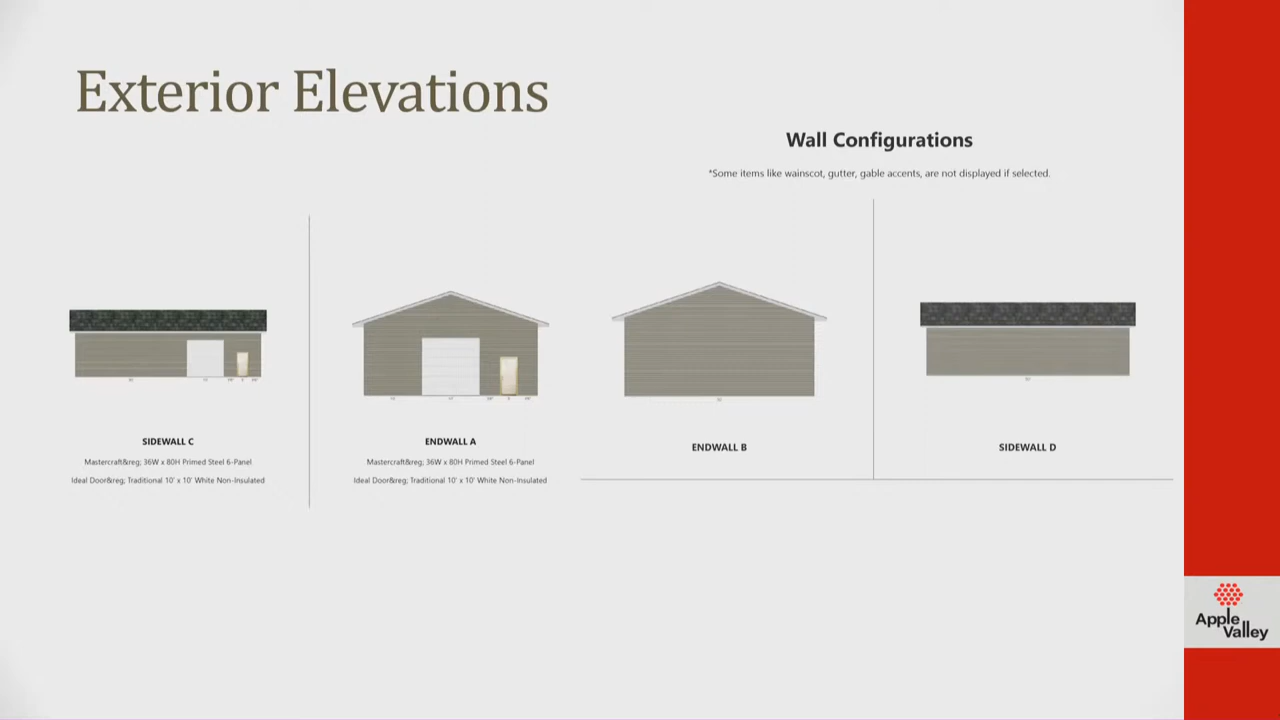 Exterior Elevations
Wall Configurations
*Some items like wainscot, gutter, gable accents, are not displayed if selected.
SIDEWALL C
Mastercraft&reg; 36W x 80H Primed Steel 6-Panel
Ideal Door&reg; Traditional 10' x 10' White Non-Insulated
ENDWALL A
Mastercraft&reg; 36W x 80H Primed Steel 6-Panel
Ideal Door&reg; Traditional 10' x 10' White Non-Insulated
ENDWALL B
SIDEWALL D
Apple
Valley